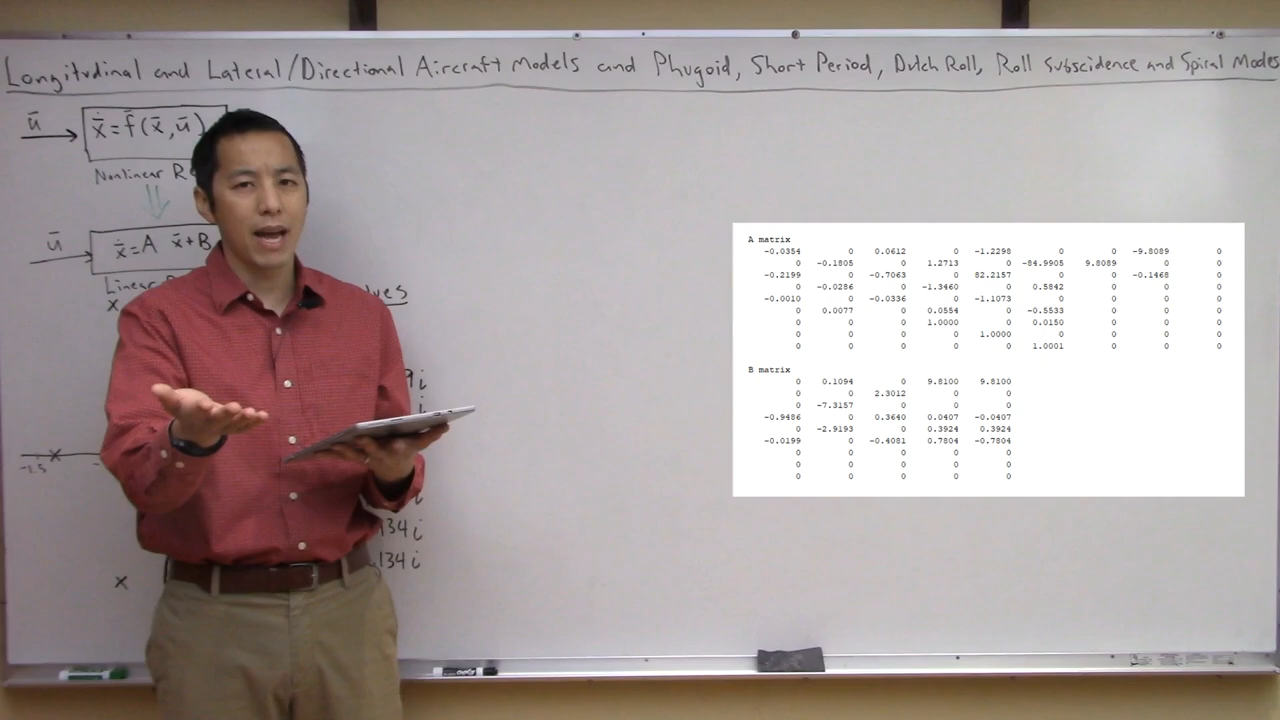 Longitudinal and Lateral/Directional Aircraft Models and Phugoid, Short Period, Dutch Roll, Roll Subscidence and Spiral Modes
ū
ẋ̄ = f̄(x̄, ū)
Nonlinear
ū
ẋ̄ = A x̄ + B
Linear
x
x
-1.5
x
i
134 i
134 i
A matrix
-0.0354 0 0.0612 0 -1.2298 0 0 -9.8089 0
0 -0.1805 0 1.2713 0 -84.9905 9.8089 0 0
-0.2199 0 -0.7063 0 82.2157 0 0 -0.1468 0
0 -0.0286 0 -1.3460 0 0.5842 0 0 0
-0.0010 0 -0.0336 0 -1.1073 0 0 0 0
0 0.0077 0 0.0554 0 -0.5533 0 0 0
0 0 0 1.0000 0 0.0150 0 0 0
0 0 0 0 1.0000 0 0 0 0
0 0 0 0 0 1.0001 0 0 0
B matrix
0 0.1094 0 9.8100 9.8100
0 0 2.3012 0 0
0 -7.3157 0 0 0
-0.9486 0 0.3640 0.0407 -0.0407
0 -2.9193 0 0.3924 0.3924
-0.0199 0 -0.4081 0.7804 -0.7804
0 0 0 0 0
0 0 0 0 0
0 0 0 0 0